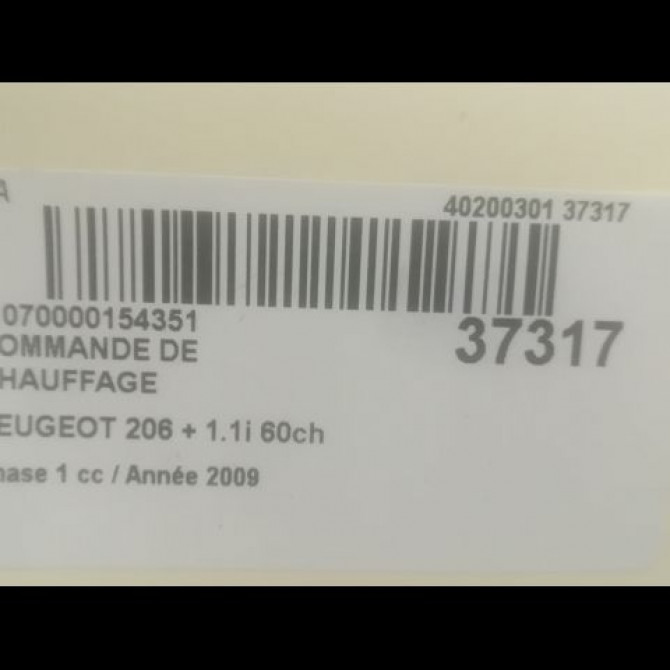 A
40200301 37317
070000154351
37317
OMMANDE DE
HAUFFAGE
EUGEOT 206 + 1.1i 60ch
hase 1 cc / Année 2009